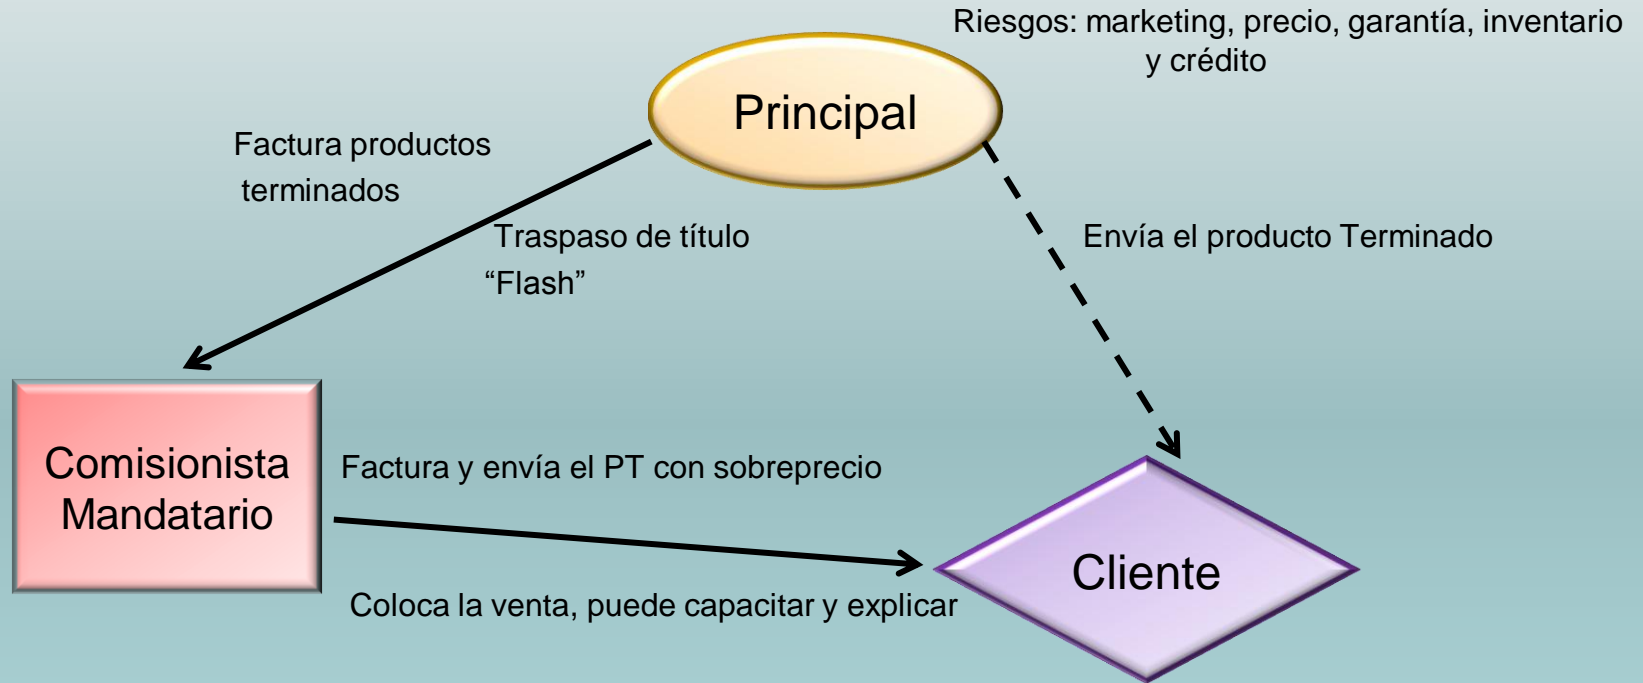 Riesgos: marketing, precio, garantía, inventario
y crédito
Principal
Factura productos
terminados
Traspaso de título
“Flash”
Envía el producto Terminado
Comisionista
Mandatario
Factura y envía el PT con sobreprecio
Cliente
Coloca la venta, puede capacitar y explicar